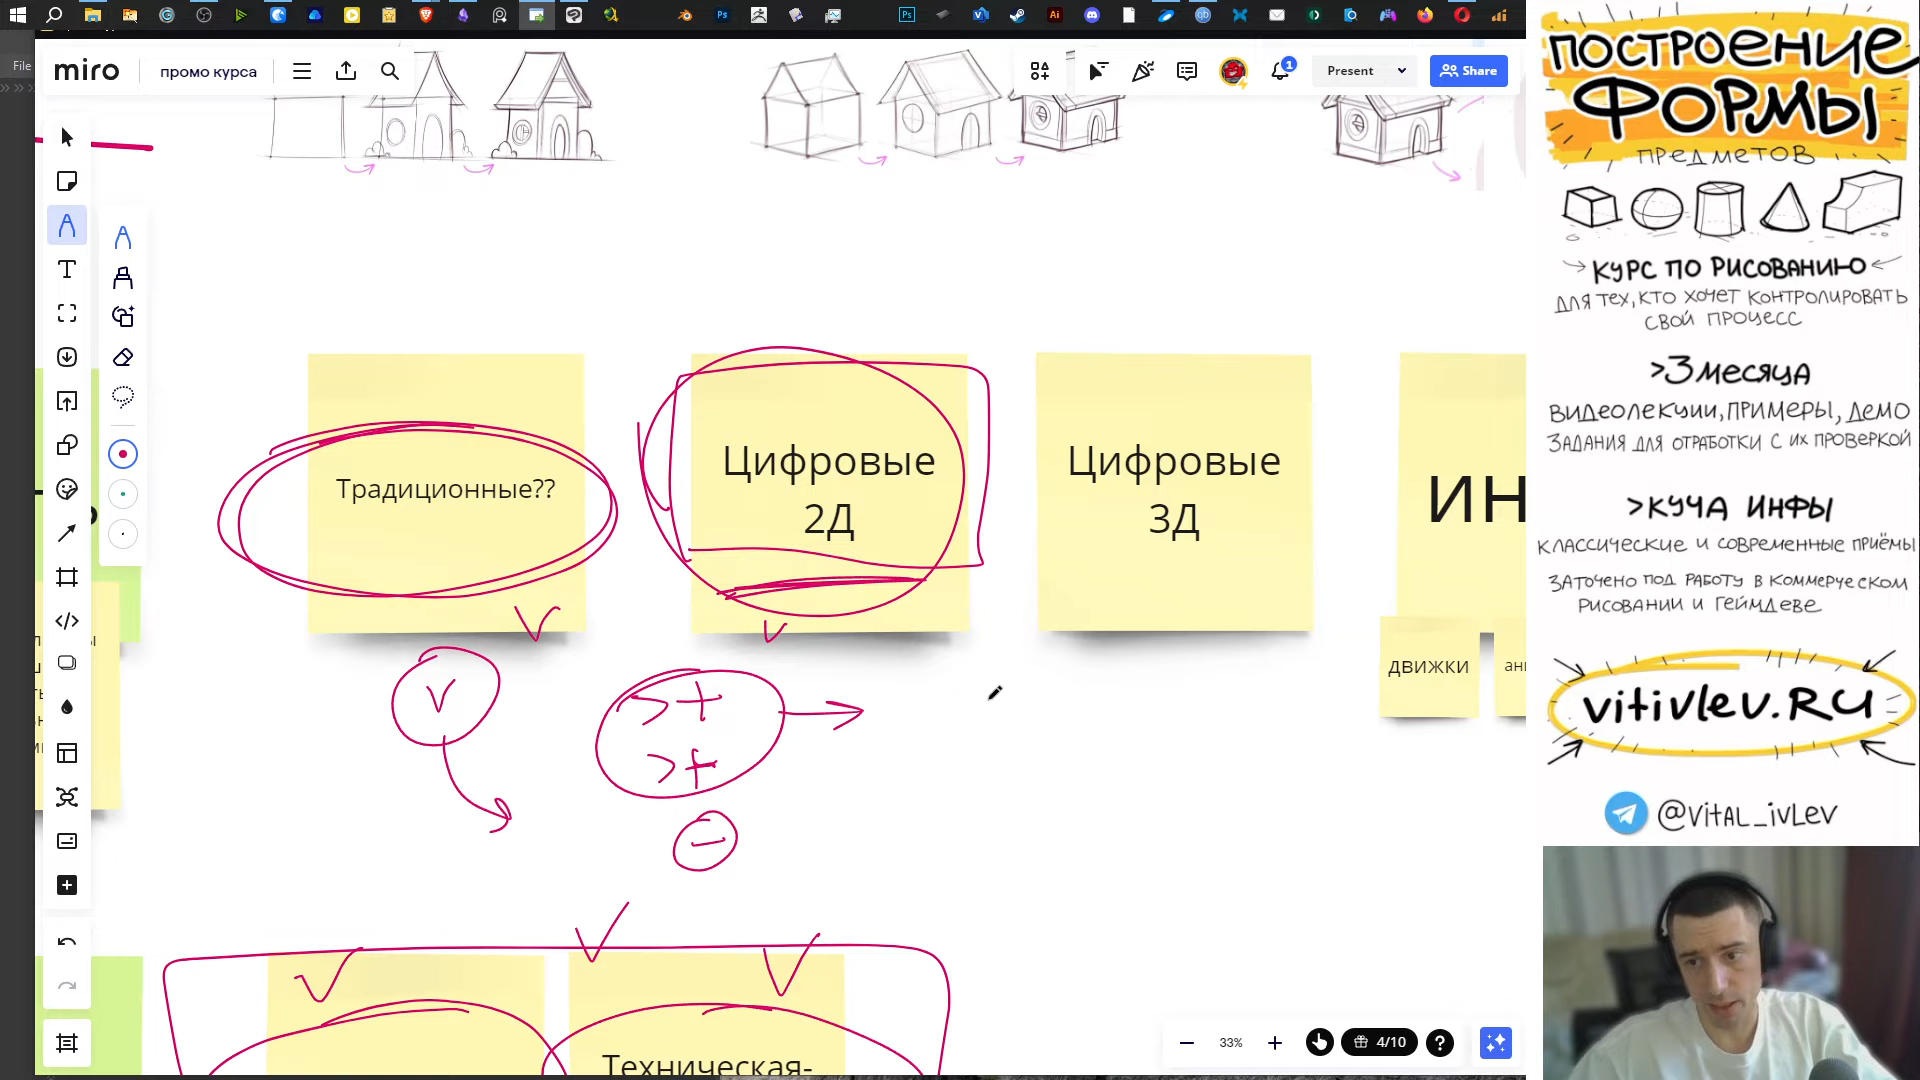 File
miro
промо курса
1
Present
Share
Традиционные??
Цифровые
2Д
Цифровые
3Д
движки
Техническая-
33%
4/10
ПОСТРОЕНИЕ
ФОРМЫ
ПРЕДМЕТОВ
КУРС ПО РИСОВАНИЮ
ДЛЯ ТЕХ, КТО ХОЧЕТ КОНТРОЛИРОВАТЬ
СВОЙ ПРОЦЕСС
>3 месяца
ВИДЕОЛЕКЦИИ, ПРИМЕРЫ, ДЕМО
ЗАДАНИЯ ДЛЯ ОТРАБОТКИ С ИХ ПРОВЕРКОЙ
>КУЧА ИНФЫ
КЛАССИЧЕСКИЕ И СОВРЕМЕННЫЕ ПРИЁМЫ
ЗАТОЧЕНО ПОД РАБОТУ В КОММЕРЧЕСКОМ
РИСОВАНИИ И ГЕЙМДЕВЕ
vitivlev.RU
@VITAL_IVLEV